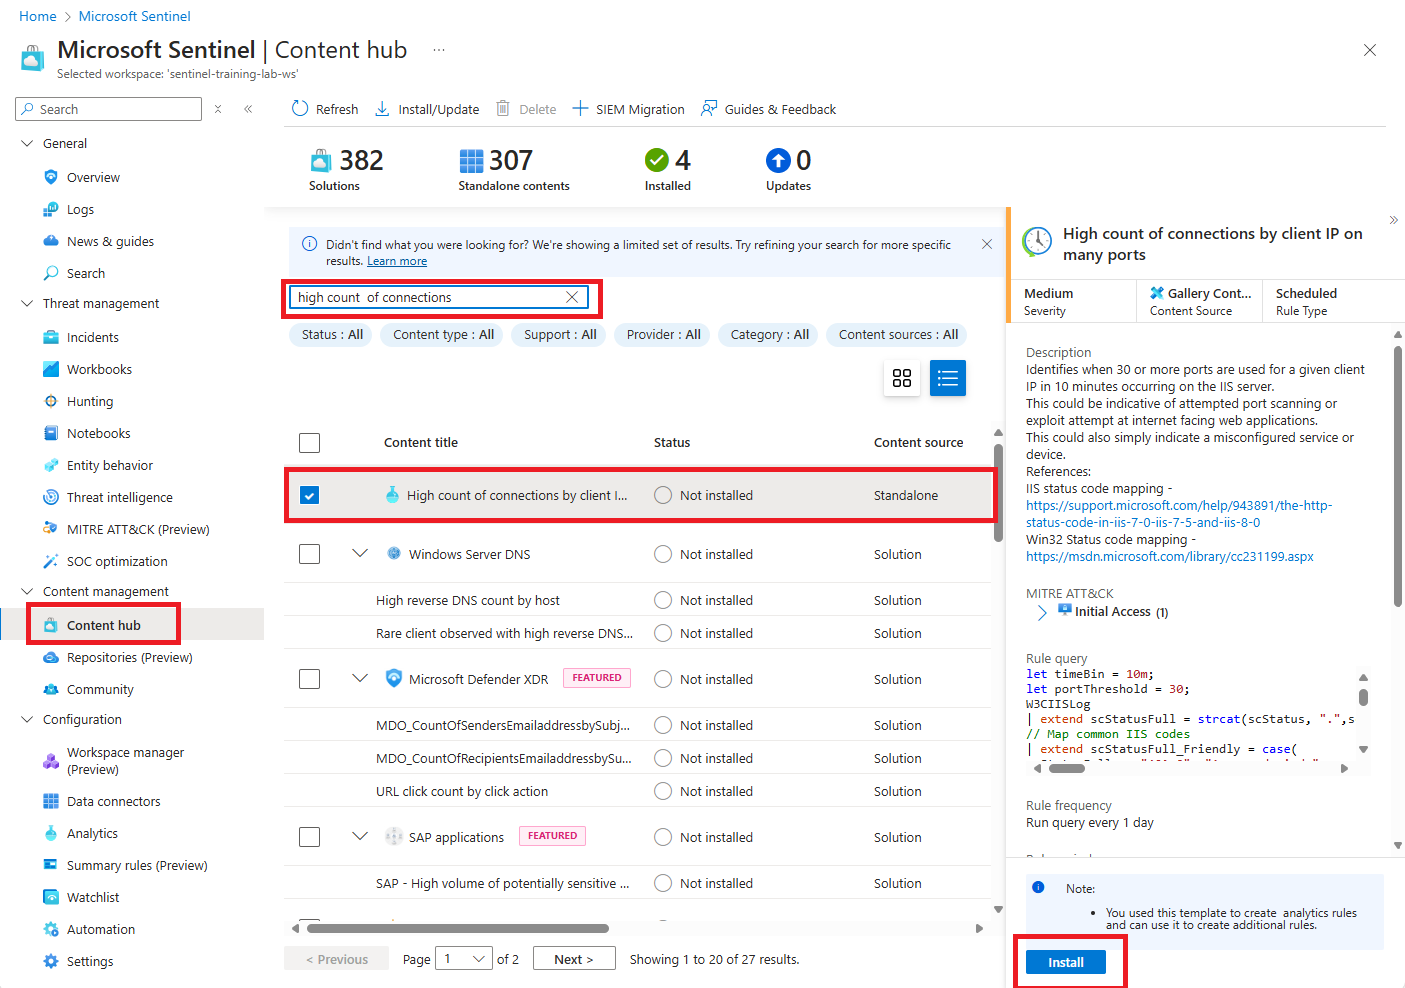 Home > Microsoft Sentinel
Microsoft Sentinel | Content hub ...
Selected workspace: 'sentinel-training-lab-ws'
Search
General
Overview
Logs
News & guides
Search
Threat management
Incidents
Workbooks
Hunting
Notebooks
Entity behavior
Threat intelligence
MITRE ATT&CK (Preview)
SOC optimization
Content management
Content hub
Repositories (Preview)
Community
Configuration
Workspace manager
(Preview)
Data connectors
Analytics
Summary rules (Preview)
Watchlist
Automation
Settings
Refresh Install/Update Delete SIEM Migration Guides & Feedback
382 307 4 0
Solutions Standalone contents Installed Updates
Didn't find what you were looking for? We're showing a limited set of results. Try refining your search for more specific
results. Learn more
high count  of connections
Status : All Content type : All Support : All Provider : All Category : All Content sources : All
Content title Status Content source
High count of connections by client I... Not installed Standalone
Windows Server DNS Not installed Solution
High reverse DNS count by host Not installed Solution
Rare client observed with high reverse DNS... Not installed Solution
Microsoft Defender XDR FEATURED Not installed Solution
MDO_CountOfSendersEmailaddressbySubj... Not installed Solution
MDO_CountOfRecipientsEmailaddressbySu... Not installed Solution
URL click count by click action Not installed Solution
SAP applications FEATURED Not installed Solution
SAP - High volume of potentially sensitive ... Not installed Solution
< Previous Page 1 of 2 Next > Showing 1 to 20 of 27 results.
High count of connections by client IP on
many ports
Medium Gallery Cont... Scheduled
Severity Content Source Rule Type
Description
Identifies when 30 or more ports are used for a given client
IP in 10 minutes occurring on the IIS server.
This could be indicative of attempted port scanning or
exploit attempt at internet facing web applications.
This could also simply indicate a misconfigured service or
device.
References:
IIS status code mapping -
https://support.microsoft.com/help/943891/the-http-
status-code-in-iis-7-0-iis-7-5-and-iis-8-0
Win32 Status code mapping -
https://msdn.microsoft.com/library/cc231199.aspx
MITRE ATT&CK
Initial Access (1)
Rule query
let timeBin = 10m;
let portThreshold = 30;
W3CIISLog
| extend scStatusFull = strcat(scStatus, ".",s
// Map common IIS codes
| extend scStatusFull_Friendly = case(
Rule frequency
Run query every 1 day
Note:
• You used this template to create  analytics rules
and can use it to create additional rules.
Install